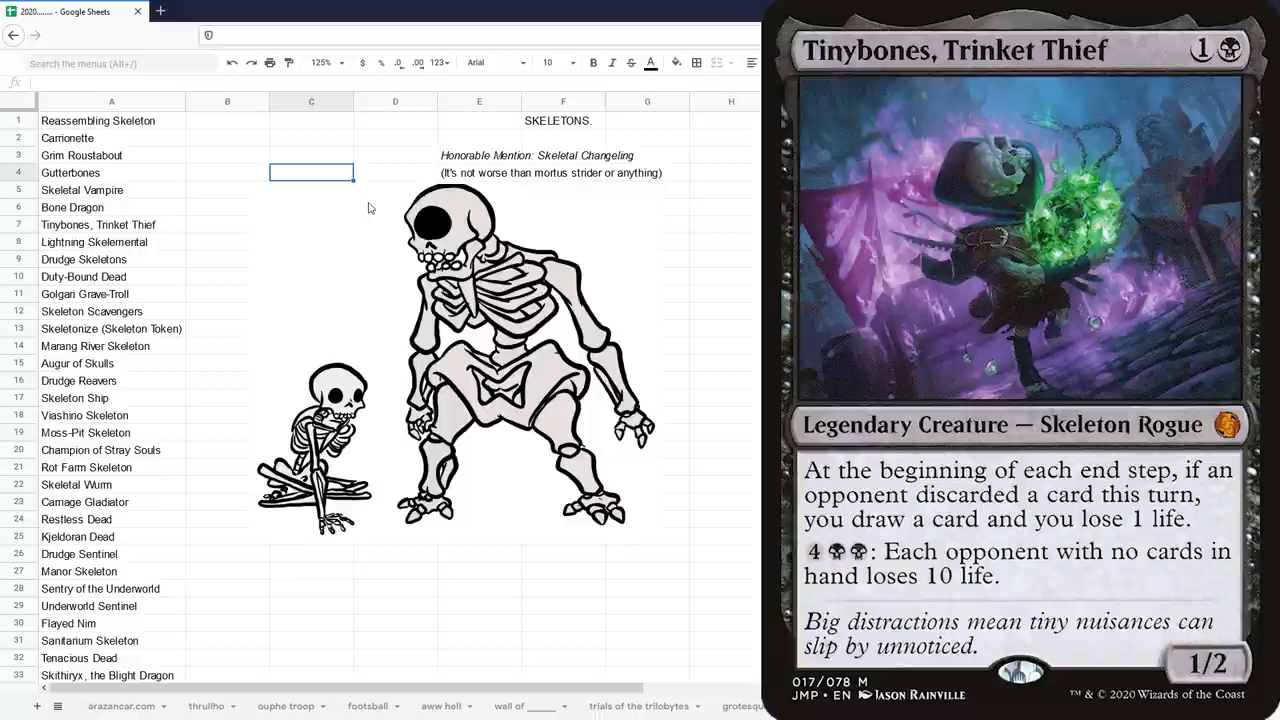 2020........ - Google Sheets
Search the menus (Alt+/)
125%
$ % .0 .00 123
Arial
10
B I S A
fx
A B C D E F G H
1 Reassembling Skeleton SKELETONS.
2 Carrionette
3 Grim Roustabout Honorable Mention: Skeletal Changeling
4 Gutterbones (It's not worse than mortus strider or anything)
5 Skeletal Vampire
6 Bone Dragon
7 Tinybones, Trinket Thief
8 Lightning Skelemental
9 Drudge Skeletons
10 Duty-Bound Dead
11 Golgari Grave-Troll
12 Skeleton Scavengers
13 Skeletonize (Skeleton Token)
14 Marang River Skeleton
15 Augur of Skulls
16 Drudge Reavers
17 Skeleton Ship
18 Viashino Skeleton
19 Moss-Pit Skeleton
20 Champion of Stray Souls
21 Rot Farm Skeleton
22 Skeletal Wurm
23 Carnage Gladiator
24 Restless Dead
25 Kjeldoran Dead
26 Drudge Sentinel
27 Manor Skeleton
28 Sentry of the Underworld
29 Underworld Sentinel
30 Flayed Nim
31 Sanitarium Skeleton
32 Tenacious Dead
33 Skithiryx, the Blight Dragon
arazancar.com thrullho ouphe troop footsball aww hell wall of _____ trials of the trilobytes grotesqu
Tinybones, Trinket Thief 1
Legendary Creature — Skeleton Rogue
At the beginning of each end step, if an
opponent discarded a card this turn,
you draw a card and you lose 1 life.
4: Each opponent with no cards in
hand loses 10 life.
Big distractions mean tiny nuisances can
slip by unnoticed.
1/2
017/078 M
JMP • EN JASON RAINVILLE
™ & © 2020 Wizards of the Coast